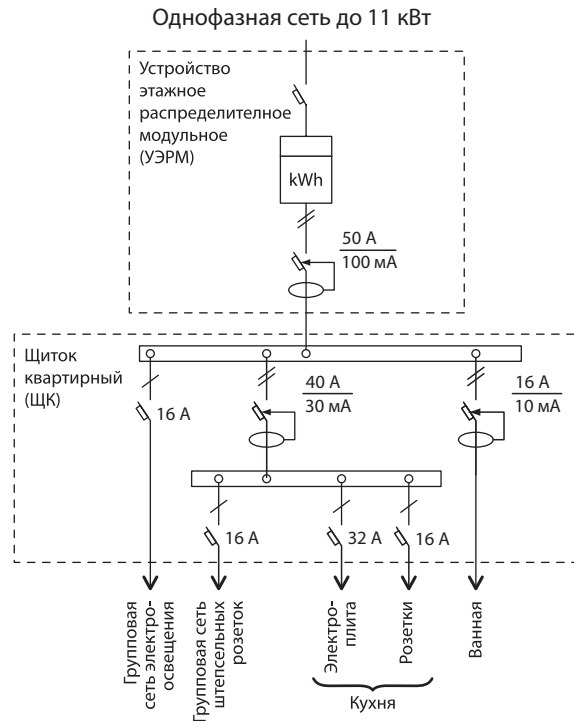 Однофазная сеть до 11 кВт
Устройство
этажное
распределителное
модульное
(УЭРМ)
kWh
50 А
100 мА
Щиток
квартирный
(ЩК)
16 А
40 А
30 мА
16 А
10 мА
16 А
32 А
16 А
Групповая
сеть электро-
освещения
Групповая сеть
штепсельных
розеток
Электро-
плита
Розетки
Ванная
Кухня